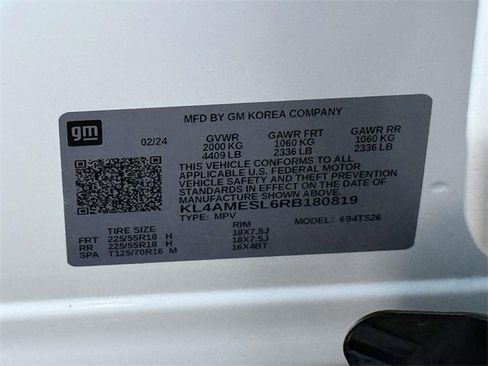 MFD BY GM KOREA COMPANY
gm
02/24 GVWR GAWR FRT GAWR RR
2000 KG 1060 KG 1060 KG
4409 LB 2336 LB 2336 LB
THIS VEHICLE CONFORMS TO ALL
APPLICABLE U.S. FEDERAL MOTOR
VEHICLE SAFETY AND THEFT PREVENTION
STANDARDS IN EFFECT ON THE DATE OF
MANUFACTURE SHOWN ABOVE.
KL4AMESL6RB180819
TYPE: MPV MODEL: 694TS26
TIRE SIZE RIM
FRT 225/55R18 H 18X7.5J
RR 225/55R18 H 18X7.5J
SPA T125/70R16 M 16X4BT